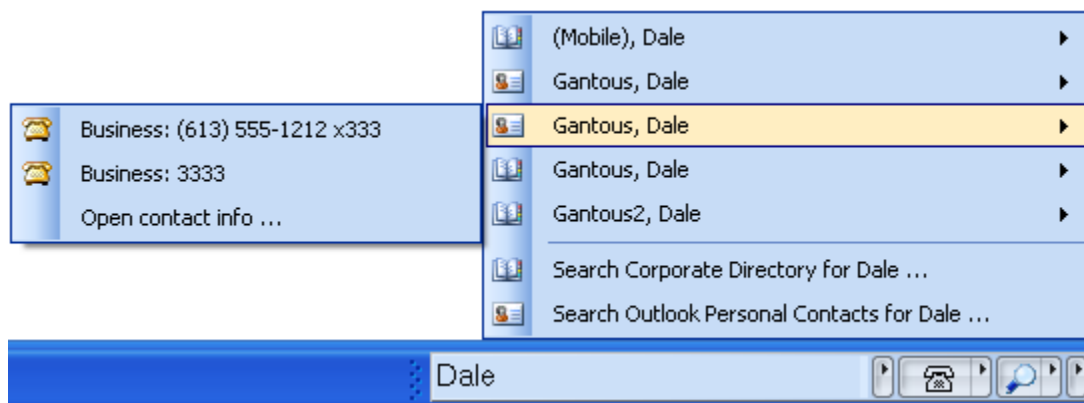 (Mobile), Dale
Gantous, Dale
Gantous, Dale
Gantous, Dale
Gantous2, Dale
Search Corporate Directory for Dale ...
Search Outlook Personal Contacts for Dale ...
Business: (613) 555-1212 x333
Business: 3333
Open contact info ...
Dale